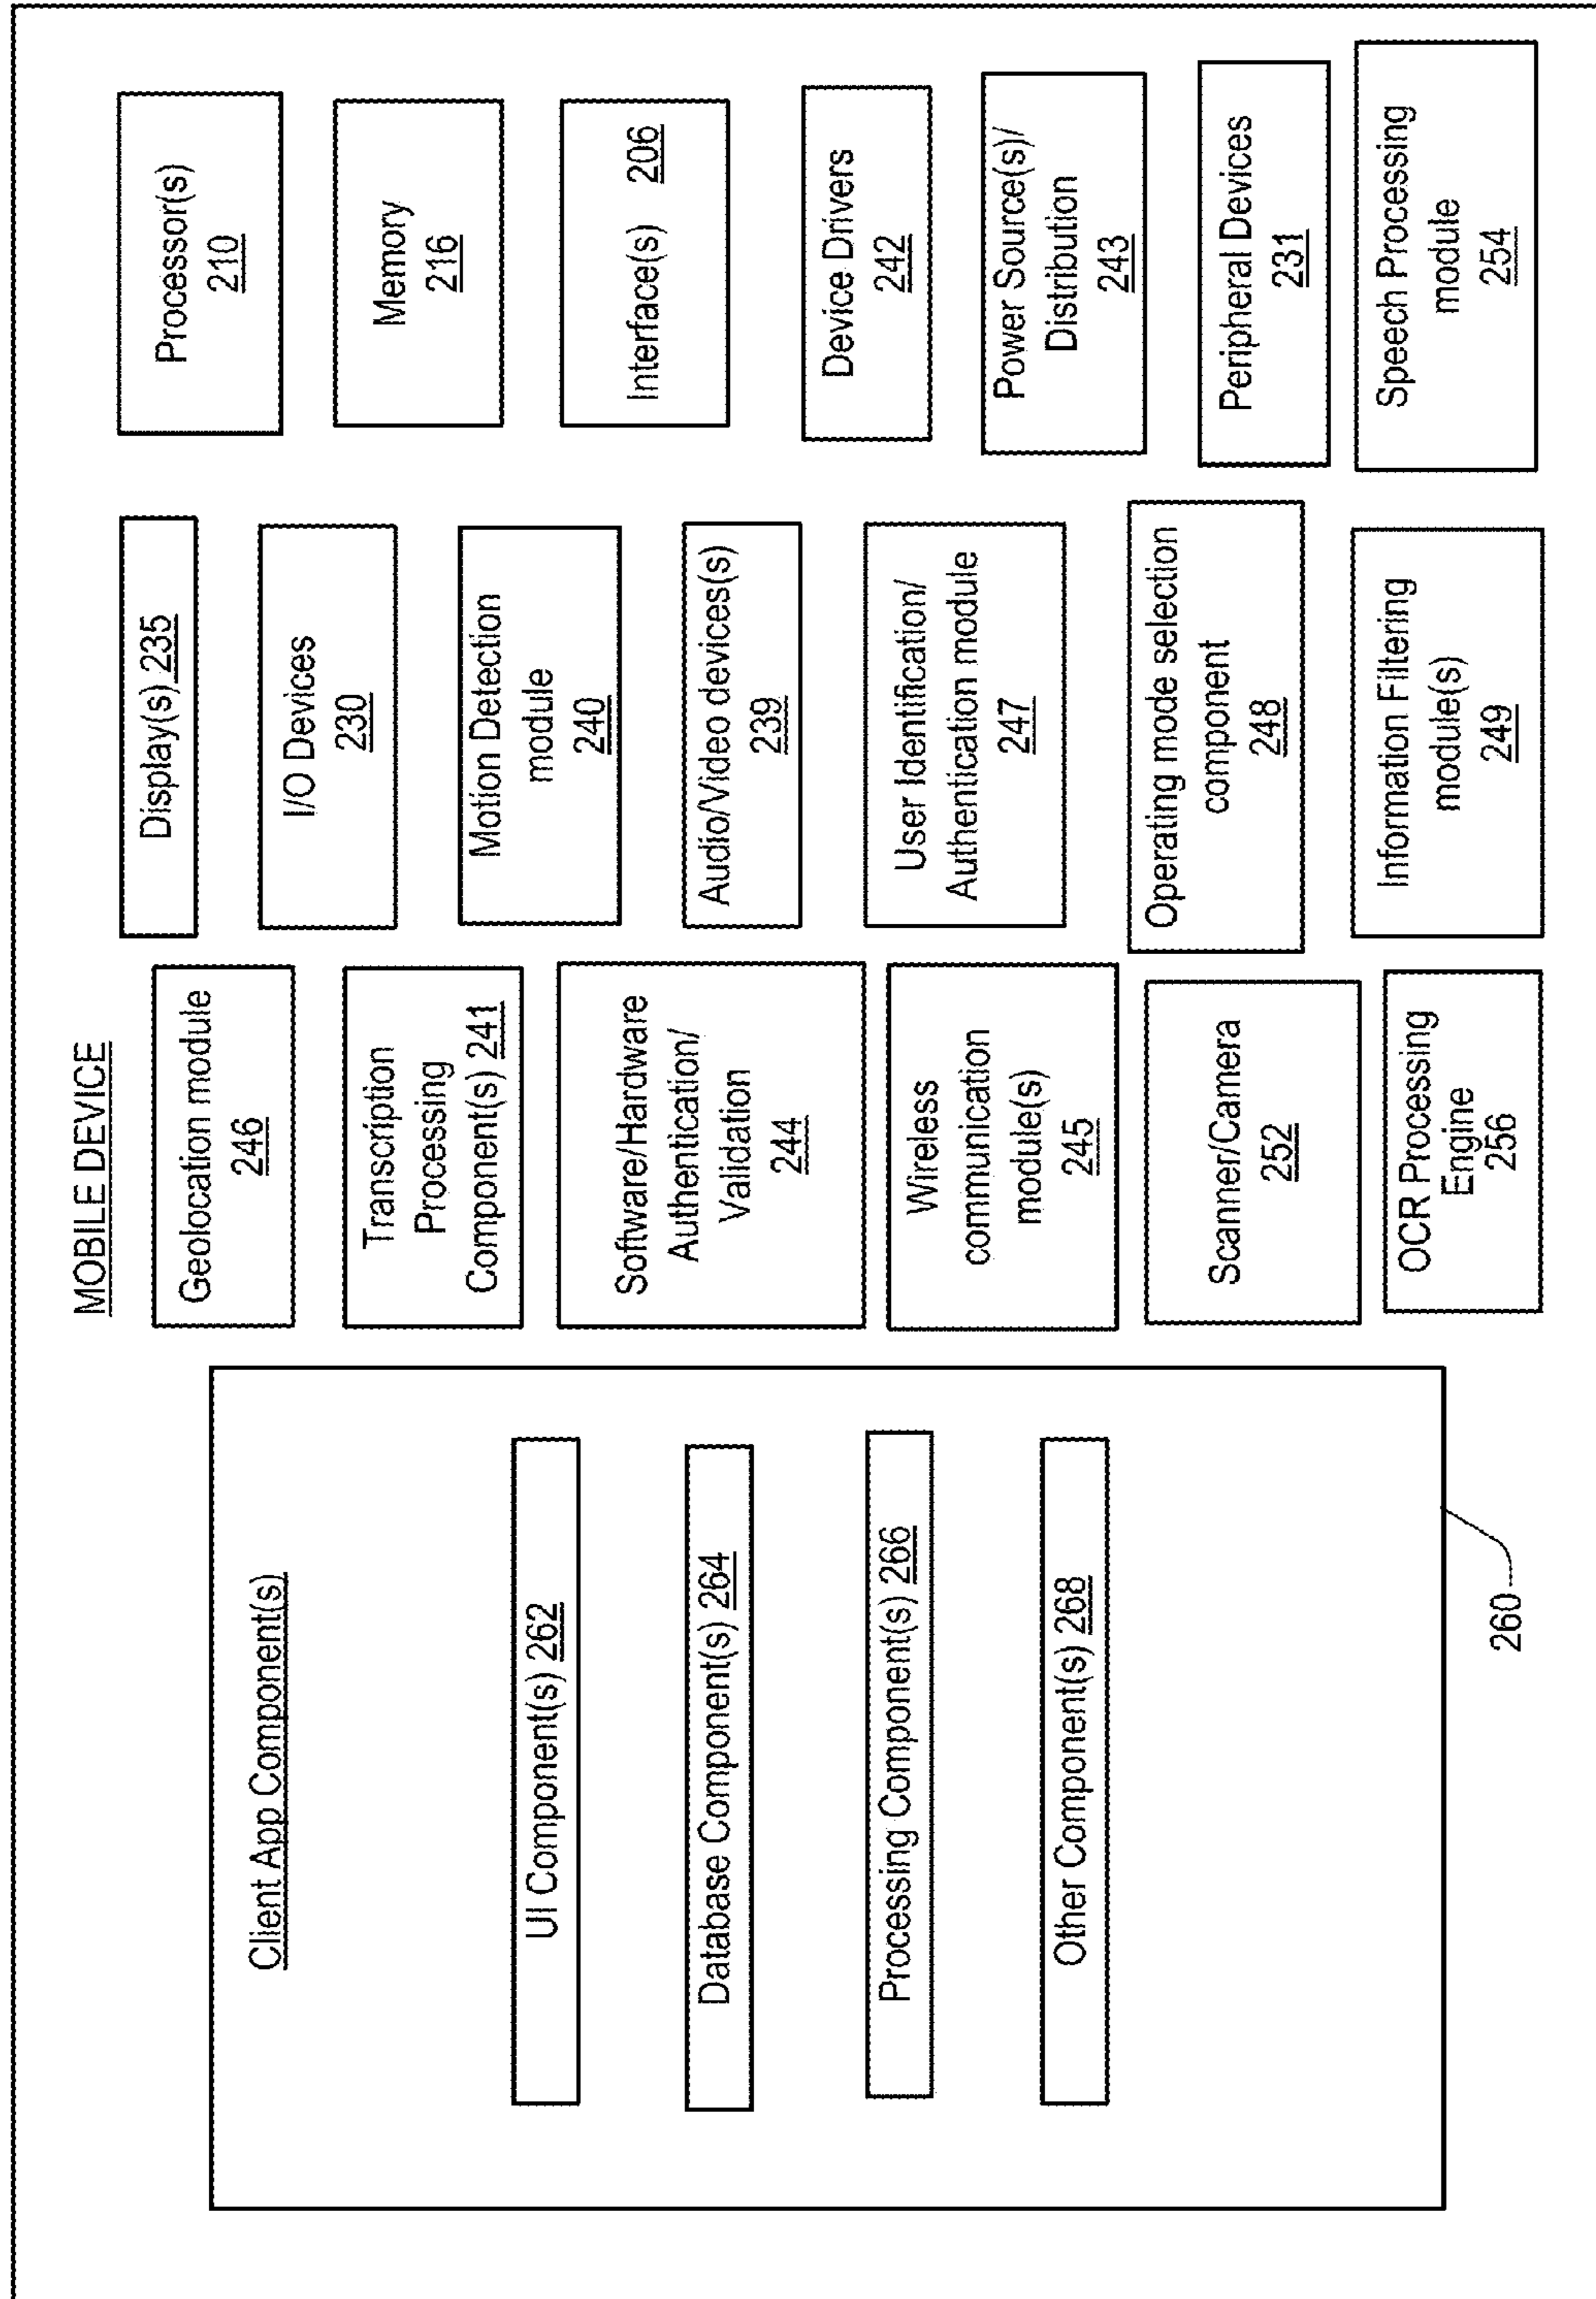 MOBILE DEVICE
Client App Component(s)
UI Component(s) 262
Database Component(s) 264
Processing Component(s) 266
Other Component(s) 268
260
Geolocation module
246
Transcription
Processing
Component(s) 241
Software/Hardware
Authentication/
Validation
244
Wireless
communication
module(s)
245
Scanner/Camera
252
OCR Processing
Engine
256
Display(s) 235
I/O Devices
230
Motion Detection
module
240
Audio/Video devices(s)
239
User Identification/
Authentication module
247
Operating mode selection
component
248
Information Filtering
module(s)
249
Processor(s)
210
Memory
216
Interface(s) 206
Device Drivers
242
Power Source(s)/
Distribution
243
Peripheral Devices
231
Speech Processing
module
254